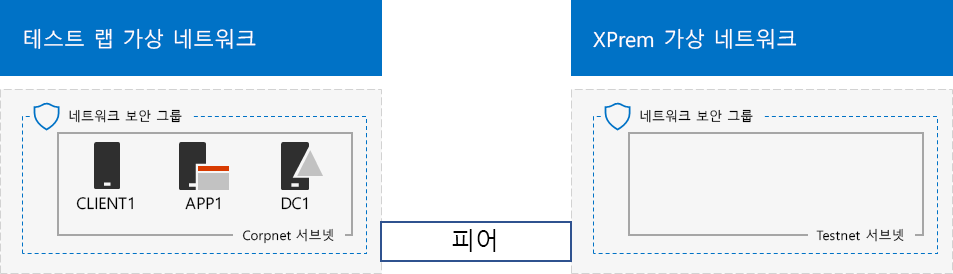 테스트 랩 가상 네트워크
XPrem 가상 네트워크
네트워크 보안 그룹
네트워크 보안 그룹
CLIENT1
APP1
DC1
Corpnet 서브넷
피어
Testnet 서브넷